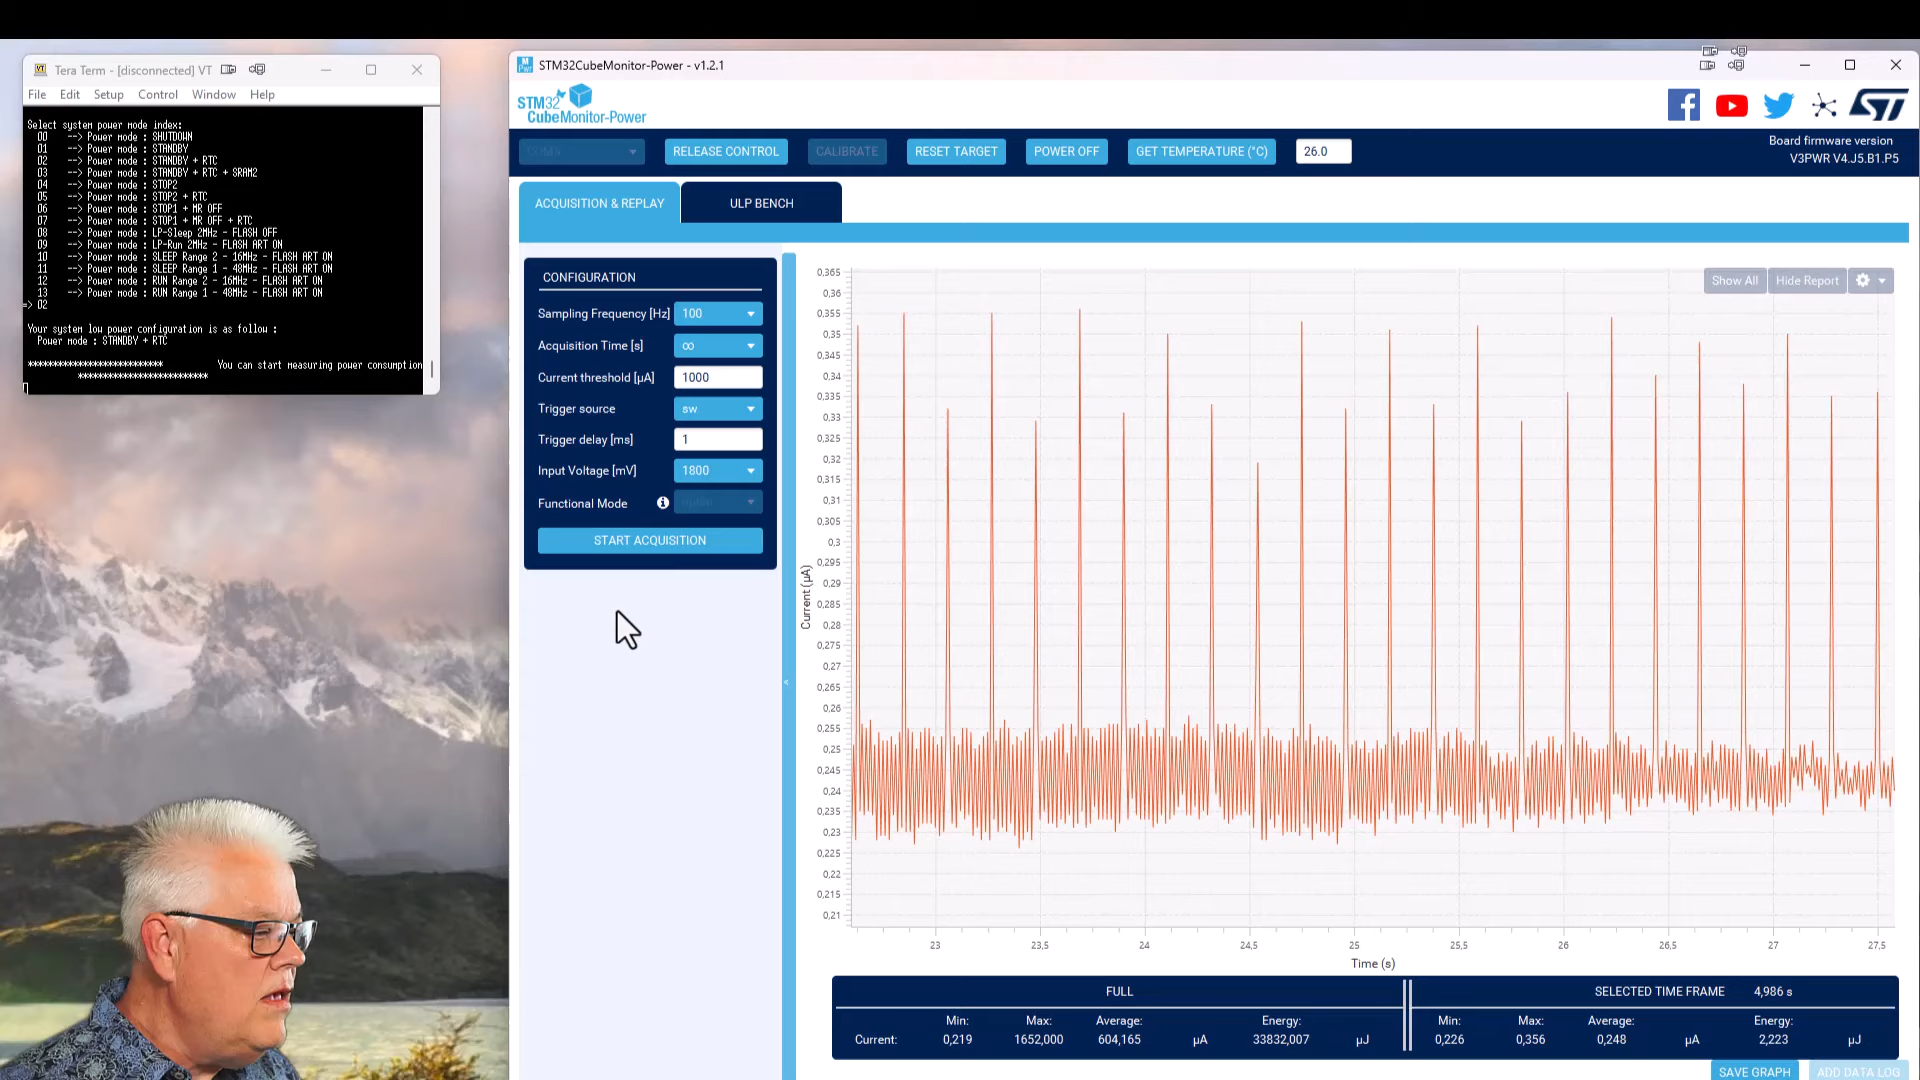 Tera Term - [disconnected] VT
File Edit Setup Control Window Help
Select system power mode index:
00 --> Power mode : SHUTDOWN
01 --> Power mode : STANDBY
02 --> Power mode : STANDBY + RTC
03 --> Power mode : STANDBY + RTC + SRAM2
04 --> Power mode : STOP2
05 --> Power mode : STOP2 + RTC
06 --> Power mode : STOP1 + MR OFF
07 --> Power mode : STOP1 + MR OFF + RTC
08 --> Power mode : LP-Sleep 2MHz - FLASH OFF
09 --> Power mode : LP-Run 2MHz - FLASH ART ON
10 --> Power mode : SLEEP Range 2 - 16MHz - FLASH ART ON
11 --> Power mode : SLEEP Range 1 - 48MHz - FLASH ART ON
12 --> Power mode : RUN Range 2 - 16MHz - FLASH ART ON
13 --> Power mode : RUN Range 1 - 48MHz - FLASH ART ON
=> 02
Your system low power configuration is as follow :
Power mode : STANDBY + RTC
*************************** You can start measuring power consumption
**************************
STM32CubeMonitor-Power - v1.2.1
STM32
CubeMonitor-Power
ST
Board firmware version
V3PWR V4.J5.B1.P5
RELEASE CONTROL CALIBRATE RESET TARGET POWER OFF GET TEMPERATURE (°C) 26.0
ACQUISITION & REPLAY ULP BENCH
CONFIGURATION
Sampling Frequency [Hz] 100
Acquisition Time [s] ∞
Current threshold [µA] 1000
Trigger source sw
Trigger delay [ms] 1
Input Voltage [mV] 1800
Functional Mode
START ACQUISITION
Show All Hide Report
0,365
0,36
0,355
0,35
0,345
0,34
0,335
0,33
0,325
0,32
0,315
0,31
0,305
0,3
0,295
0,29
0,285
0,28
0,275
0,27
0,265
0,26
0,255
0,25
0,245
0,24
0,235
0,23
0,225
0,22
0,215
0,21
Current (µA)
23 23,5 24 24,5 25 25,5 26 26,5 27 27,5
Time (s)
FULL
Min: Max: Average: Energy:
Current: 0,219 1652,000 604,165 µA 33832,007 µJ
SELECTED TIME FRAME 4,986 s
Min: Max: Average: Energy:
0,226 0,356 0,248 µA 2,223 µJ
SAVE GRAPH ADD DATA LOG